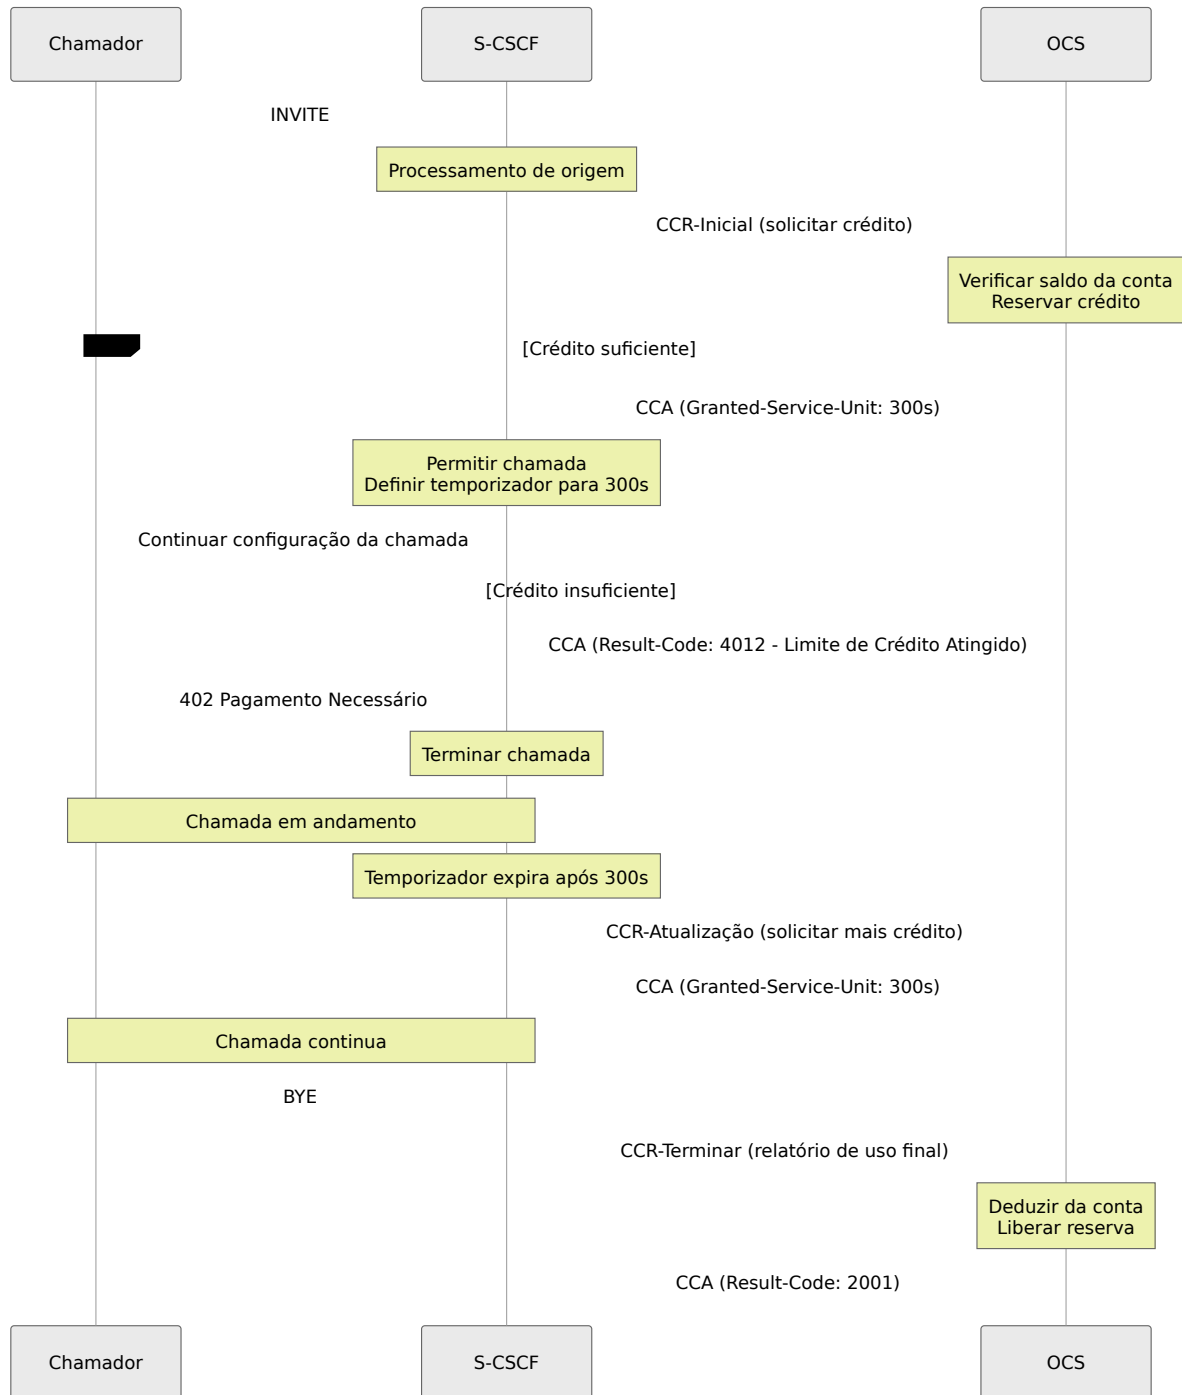 Chamador
S-CSCF
OCS
INVITE
Processamento de origem
CCR-Inicial (solicitar crédito)
Verificar saldo da conta
Reservar crédito
[Crédito suficiente]
CCA (Granted-Service-Unit: 300s)
Permitir chamada
Definir temporizador para 300s
Continuar configuração da chamada
[Crédito insuficiente]
CCA (Result-Code: 4012 - Limite de Crédito Atingido)
402 Pagamento Necessário
Terminar chamada
Chamada em andamento
Temporizador expira após 300s
CCR-Atualização (solicitar mais crédito)
CCA (Granted-Service-Unit: 300s)
Chamada continua
BYE
CCR-Terminar (relatório de uso final)
Deduzir da conta
Liberar reserva
CCA (Result-Code: 2001)
Chamador
S-CSCF
OCS